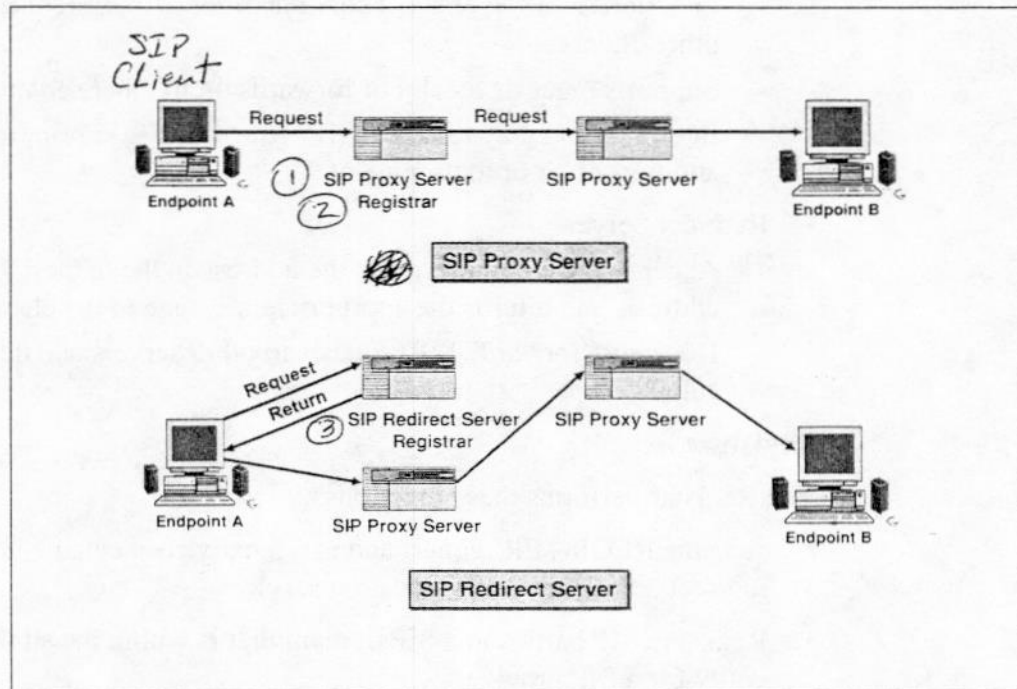 SIP
CLient
Request
Request
Endpoint A
1
2
SIP Proxy Server
Registrar
SIP Proxy Server
Endpoint B
SIP Proxy Server
Request
Return
3
SIP Redirect Server
Registrar
SIP Proxy Server
Endpoint A
SIP Proxy Server
Endpoint B
SIP Redirect Server